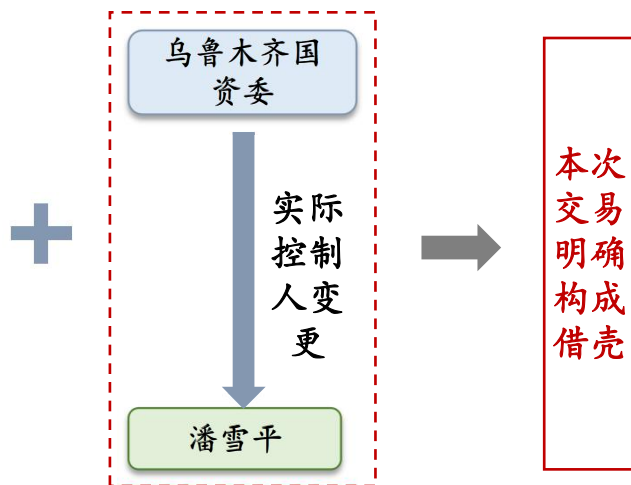 乌鲁木齐国
资委
实际
控制
人变
更
潘雪平
本次
交易
明确
构成
借壳